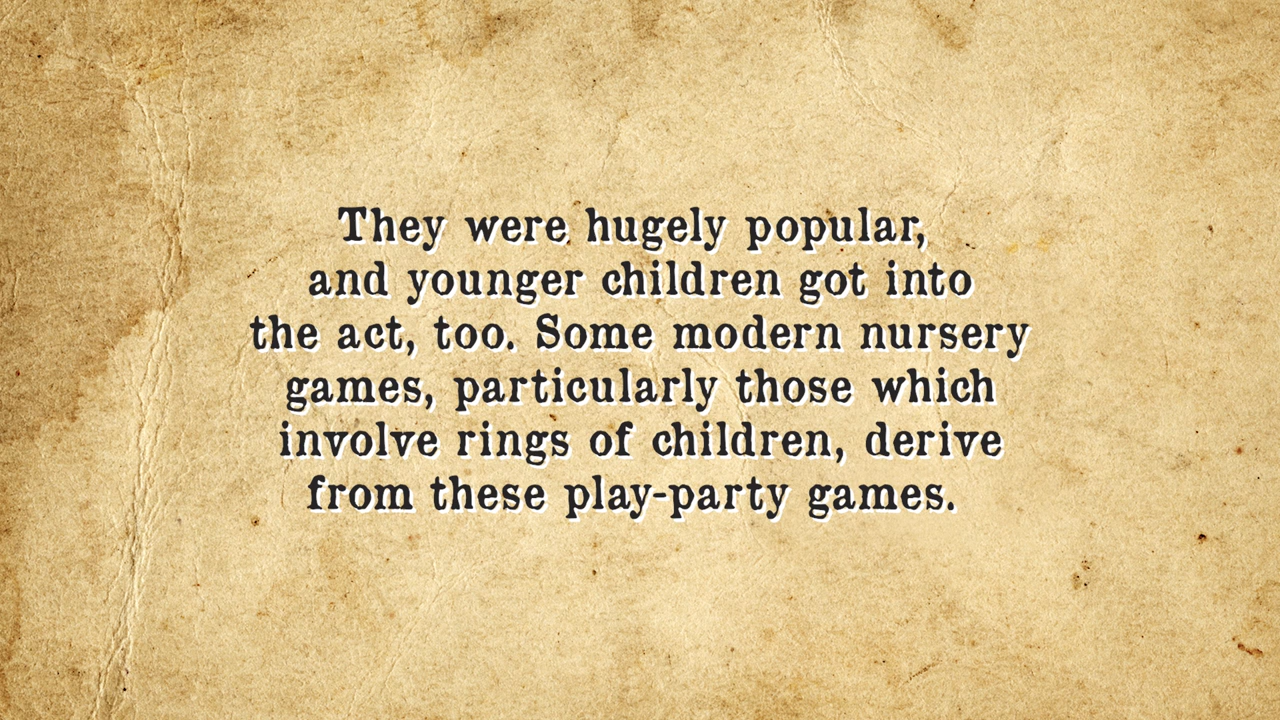 They were hugely popular,
and younger children got into
the act, too. Some modern nursery
games, particularly those which
involve rings of children, derive
from these play-party games.